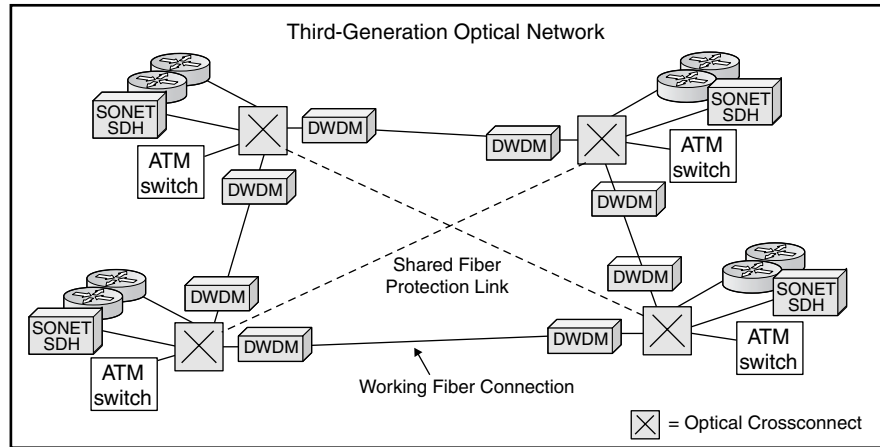 Third-Generation Optical Network
SONET
SDH
ATM
switch
DWDM
DWDM
SONET
SDH
ATM
switch
DWDM
DWDM
Shared Fiber
Protection Link
DWDM
DWDM
SONET
SDH
ATM
switch
DWDM
DWDM
SONET
SDH
ATM
switch
Working Fiber Connection
= Optical Crossconnect